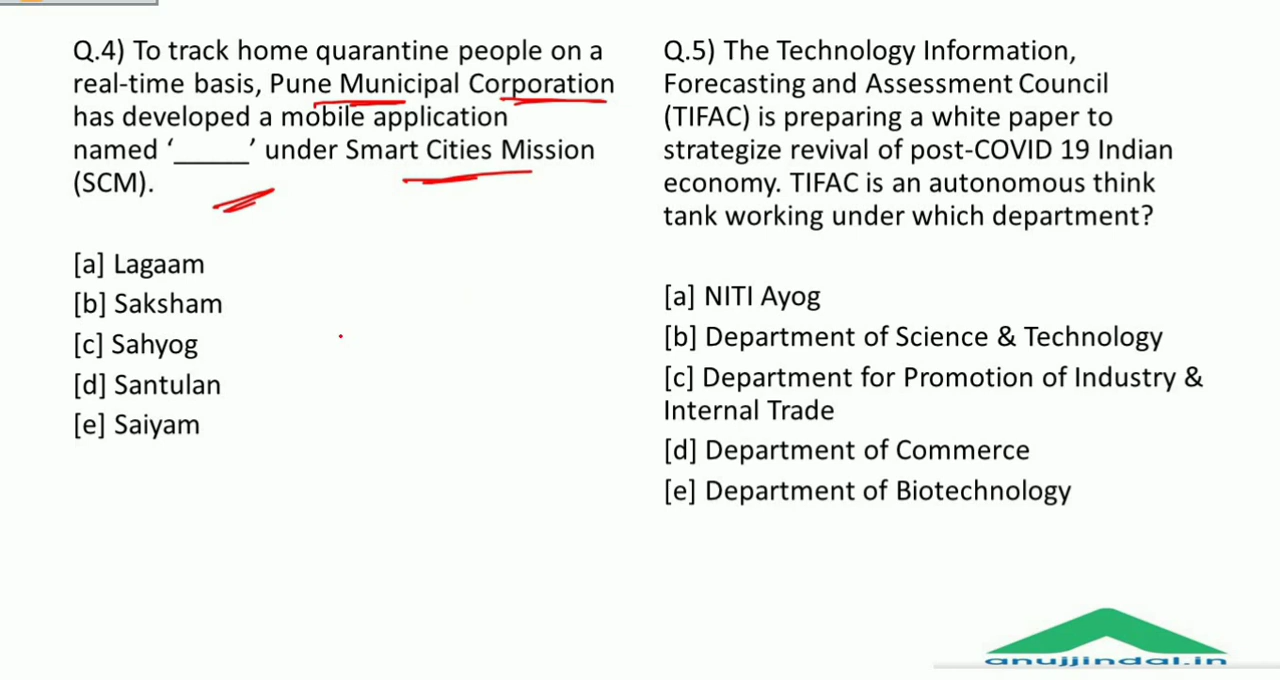 Q.4) To track home quarantine people on a
real-time basis, Pune Municipal Corporation
has developed a mobile application
named ‘_____’ under Smart Cities Mission
(SCM).
[a] Lagaam
[b] Saksham
[c] Sahyog
[d] Santulan
[e] Saiyam
Q.5) The Technology Information,
Forecasting and Assessment Council
(TIFAC) is preparing a white paper to
strategize revival of post-COVID 19 Indian
economy. TIFAC is an autonomous think
tank working under which department?
[a] NITI Ayog
[b] Department of Science & Technology
[c] Department for Promotion of Industry &
Internal Trade
[d] Department of Commerce
[e] Department of Biotechnology
anujjindal.in